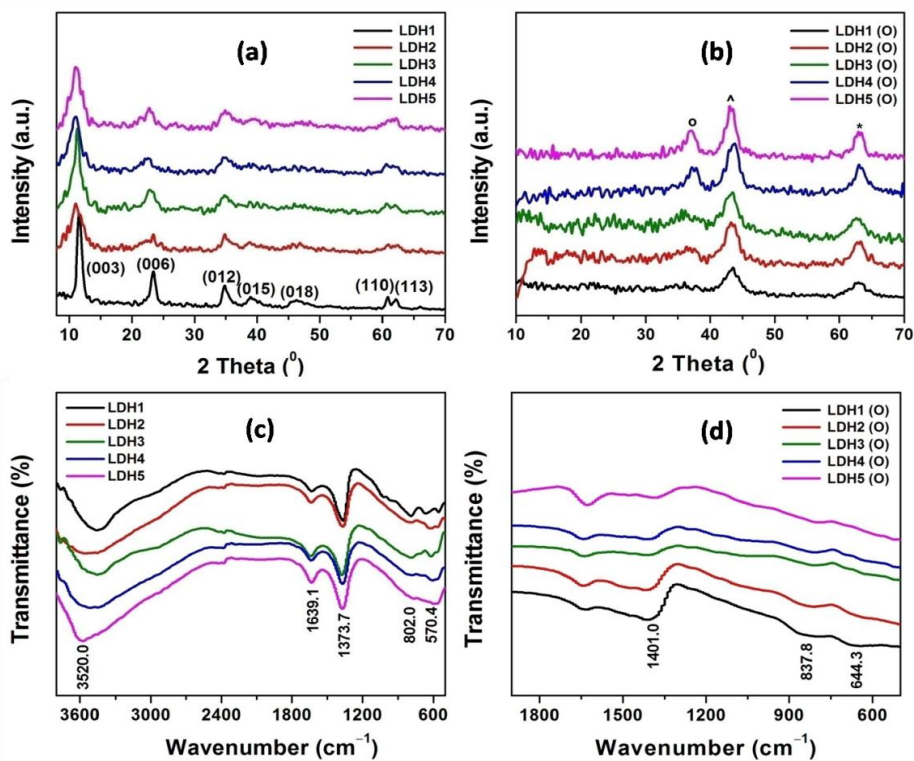 (a)
LDH1
LDH2
LDH3
LDH4
LDH5
(003)
(006)
(012)
(015)
(018)
(110)
(113)
Intensity (a.u.)
10 20 30 40 50 60 70
2 Theta (⁰)
(b)
LDH1 (O)
LDH2 (O)
LDH3 (O)
LDH4 (O)
LDH5 (O)
o
^
*
Intensity (a.u.)
10 20 30 40 50 60 70
2 Theta (⁰)
LDH1
LDH2
LDH3
LDH4
LDH5
(c)
3520.0
1639.1
1373.7
802.0
570.4
Transmittance (%)
3600 3000 2400 1800 1200 600
Wavenumber (cm⁻¹)
(d)
LDH1 (O)
LDH2 (O)
LDH3 (O)
LDH4 (O)
LDH5 (O)
1401.0
837.8
644.3
Transmittance (%)
1800 1500 1200 900 600
Wavenumber (cm⁻¹)